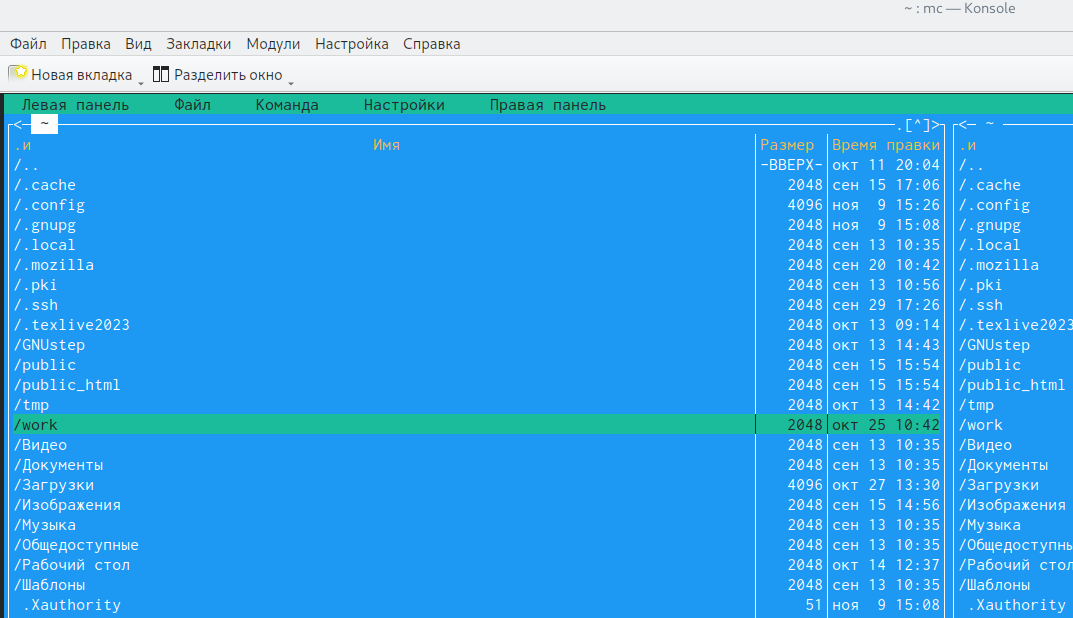 ~ : mc — Konsole
Файл Правка Вид Закладки Модули Настройка Справка
Новая вкладка Разделить окно
Левая панель Файл Команда Настройки Правая панель
<— ~ .[^]> <— ~
.и Имя Размер Время правки .и
/.. -ВВЕРХ- окт 11 20:04 /..
/.cache 2048 сен 15 17:06 /.cache
/.config 4096 ноя 9 15:26 /.config
/.gnupg 2048 ноя 9 15:08 /.gnupg
/.local 2048 сен 13 10:35 /.local
/.mozilla 2048 сен 20 10:42 /.mozilla
/.pki 2048 сен 13 10:56 /.pki
/.ssh 2048 сен 29 17:26 /.ssh
/.texlive2023 2048 окт 13 09:14 /.texlive2023
/GNUstep 2048 окт 13 14:43 /GNUstep
/public 2048 сен 15 15:54 /public
/public_html 2048 сен 15 15:54 /public_html
/tmp 2048 окт 13 14:42 /tmp
/work 2048 окт 25 10:42 /work
/Видео 2048 сен 13 10:35 /Видео
/Документы 2048 сен 13 10:35 /Документы
/Загрузки 4096 окт 27 13:30 /Загрузки
/Изображения 2048 сен 15 14:56 /Изображения
/Музыка 2048 сен 13 10:35 /Музыка
/Общедоступные 2048 сен 13 10:35 /Общедоступны
/Рабочий стол 2048 окт 14 12:37 /Рабочий стол
/Шаблоны 2048 сен 13 10:35 /Шаблоны
.Xauthority 51 ноя 9 15:08 .Xauthority